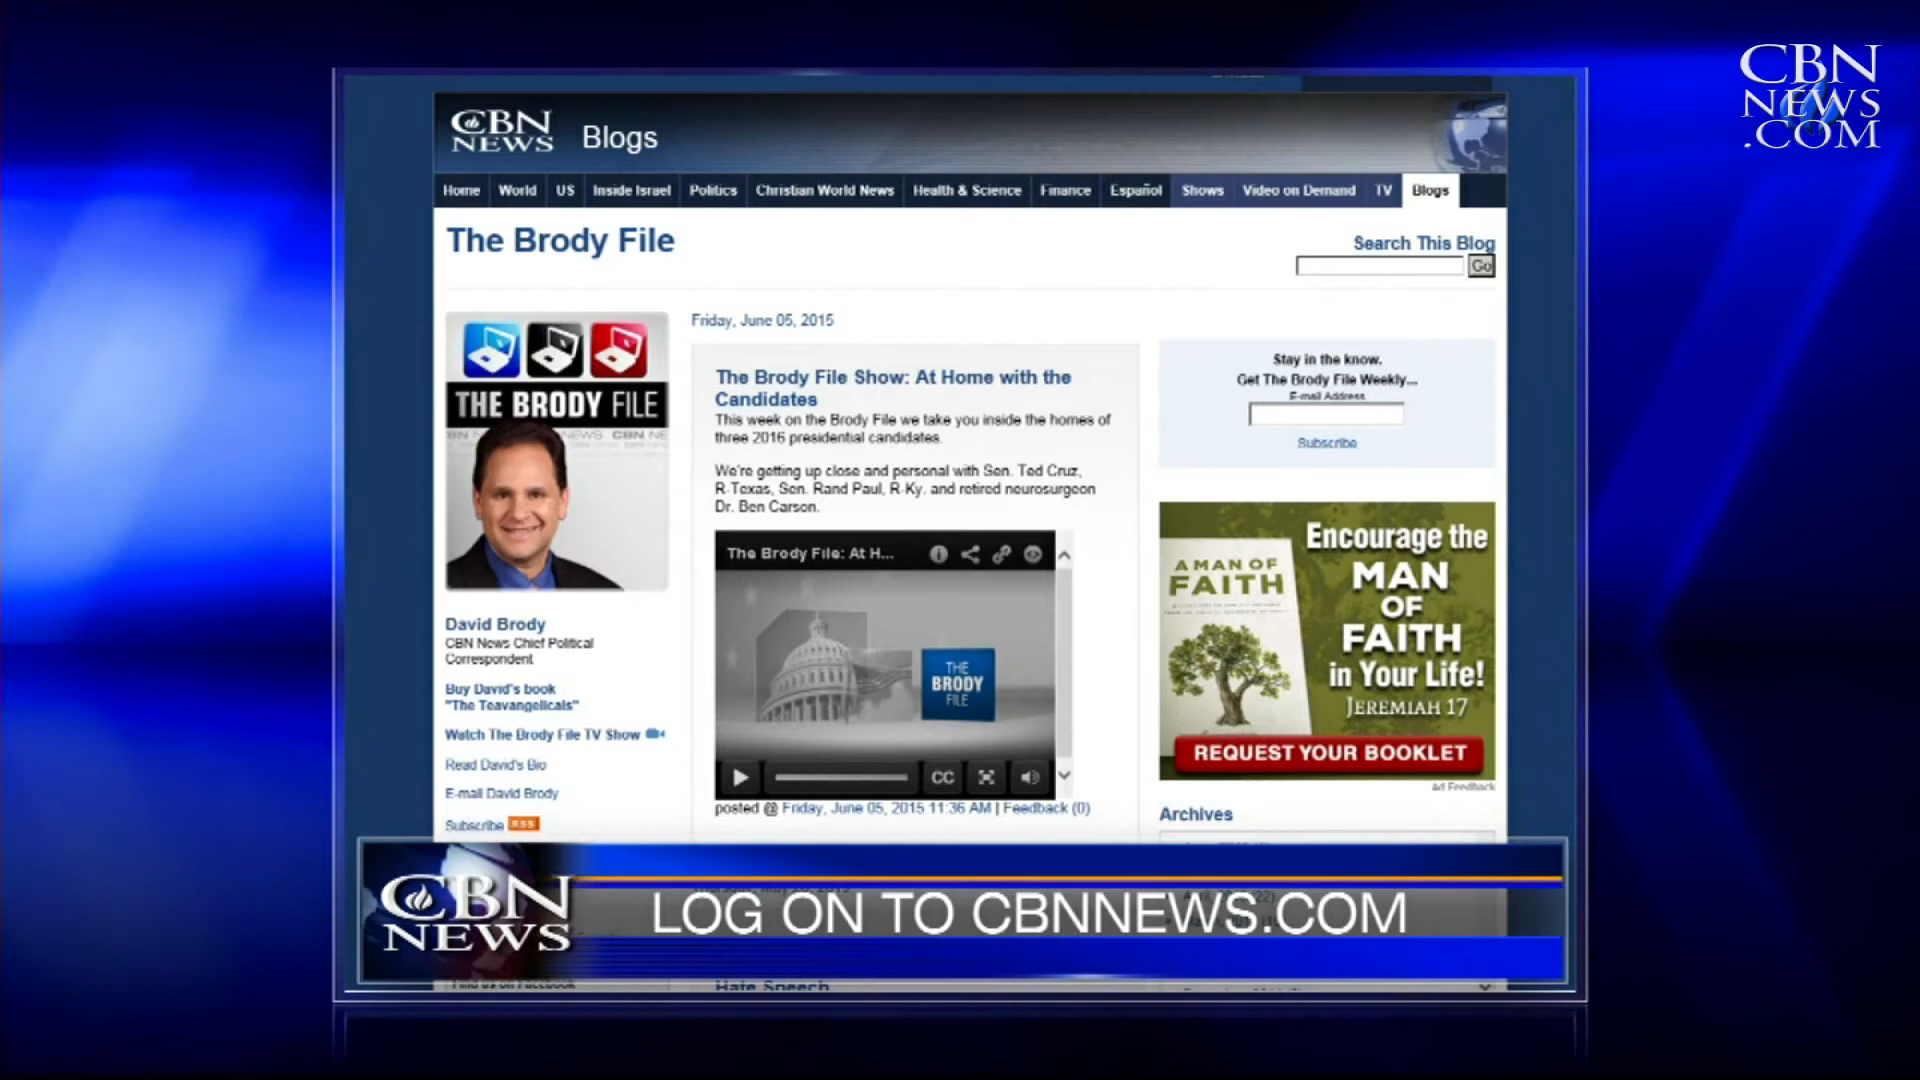 CBN
NEWS
.COM
CBN
NEWS
Blogs
Home World US Inside Israel Politics Christian World News Health & Science Finance Español Shows Video on Demand TV Blogs
The Brody File
Search This Blog
Go
THE BRODY FILE
David Brody
CBN News Chief Political
Correspondent
Buy David's book
"The Teavangelicals"
Watch The Brody File TV Show
Read David's Bio
E-mail David Brody
Subscribe RSS
Friday, June 05, 2015
The Brody File Show: At Home with the
Candidates
This week on the Brody File we take you inside the homes of
three 2016 presidential candidates.
We're getting up close and personal with Sen. Ted Cruz,
R-Texas, Sen. Rand Paul, R-Ky. and retired neurosurgeon
Dr. Ben Carson.
The Brody File: At H...
THE
BRODY
FILE
CC
posted @ Friday, June 05, 2015 11:36 AM | Feedback (0)
Stay in the know.
Get The Brody File Weekly...
E-mail Address
Subscribe
A MAN OF
FAITH
Encourage the
MAN
OF
FAITH
in Your Life!
JEREMIAH 17
REQUEST YOUR BOOKLET
Ad Feedback
Archives
CBN
NEWS
LOG ON TO CBNNEWS.COM
Find us on Facebook
Hate Speech